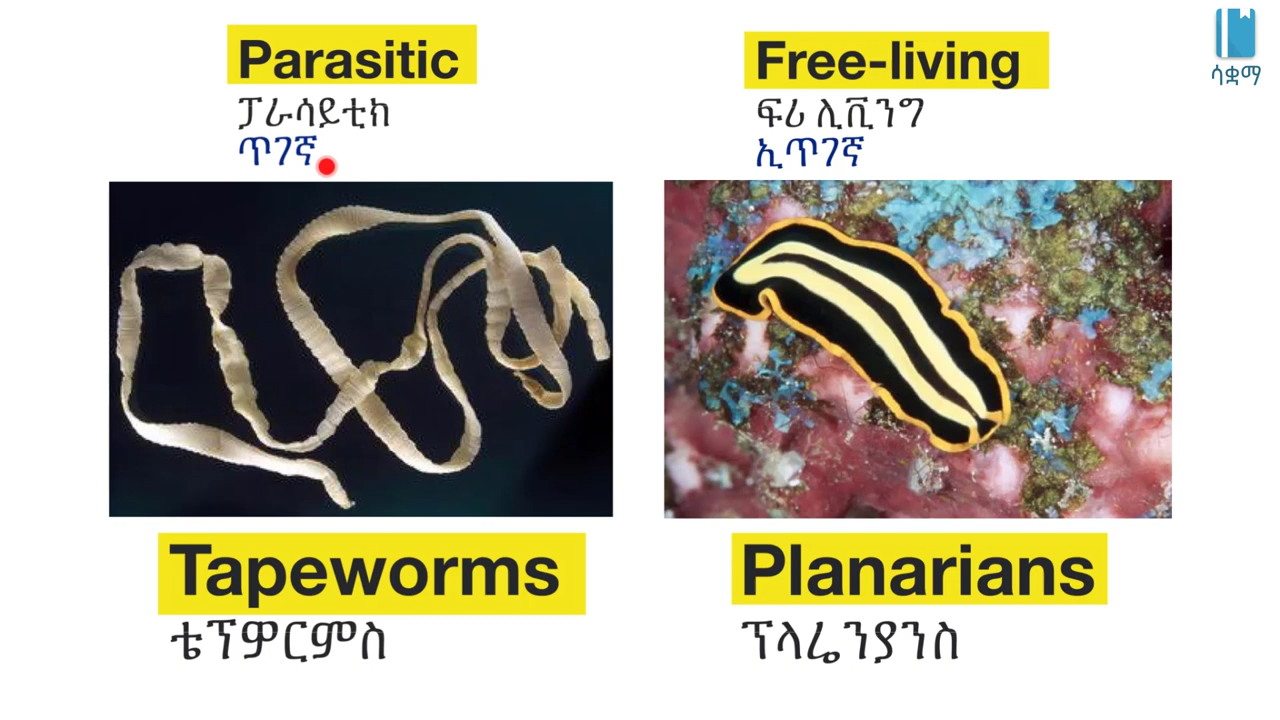 Parasitic
ፓራሳይቲክ
ጥገኛ
Tapeworms
ቴፕዎርምስ
Free-living
ፍሪ ሊቪንግ
ኢጥገኛ
Planarians
ፕላሬንያንስ
ሳቋማ